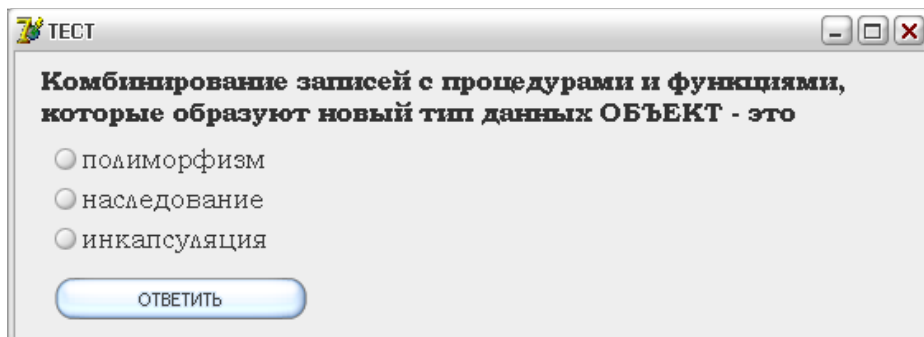 ТЕСТ
Комбинирование записей с процедурами и функциями,
которые образуют новый тип данных ОБЪЕКТ - это
полиморфизм
наследование
инкапсуляция
ОТВЕТИТЬ